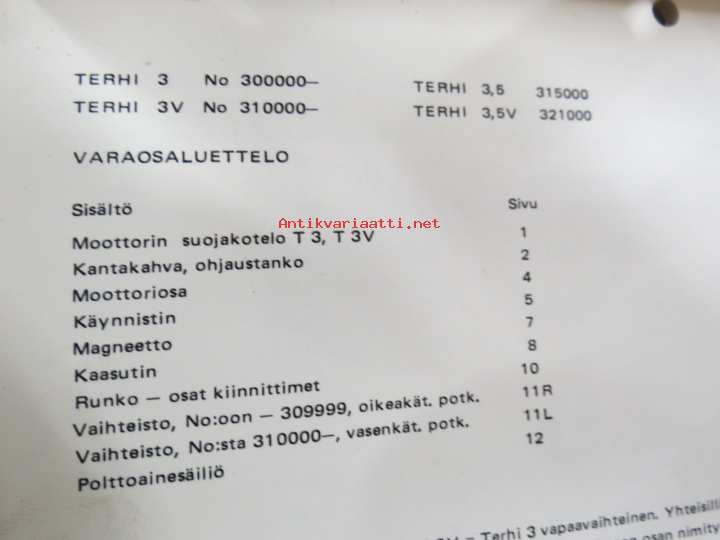 TERHI 3 No 300000— TERHI 3,5 315000
TERHI 3V No 310000— TERHI 3,5V 321000
VARAOSALUETTELO
Sisältö Sivu
Antikvariaatti.net
Moottorin suojakotelo T 3, T 3V 1
Kantakahva, ohjaustanko 2
Moottoriosa 4
Käynnistin 5
Magneetto 7
Kaasutin 8
Runko — osat kiinnittimet 10
Vaihteisto, No:oon — 309999, oikeakät. potk. 11R
Vaihteisto, No:sta 310000—, vasenkät. potk. 11L
Polttoainesäiliö 12
— Terhi 3 vapaavaihteinen. Yhteisill
osan nimity